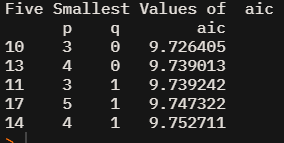 Five Smallest Values of  aic
     p    q         aic
10   3    0    9.726405
13   4    0    9.739013
11   3    1    9.739242
17   5    1    9.747322
14   4    1    9.752711
>